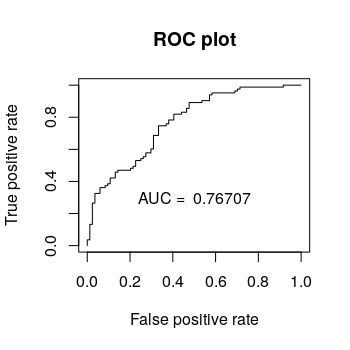 ROC plot
True positive rate
0.8
0.4
0.0
AUC = 0.76707
0.0 0.2 0.4 0.6 0.8 1.0
False positive rate